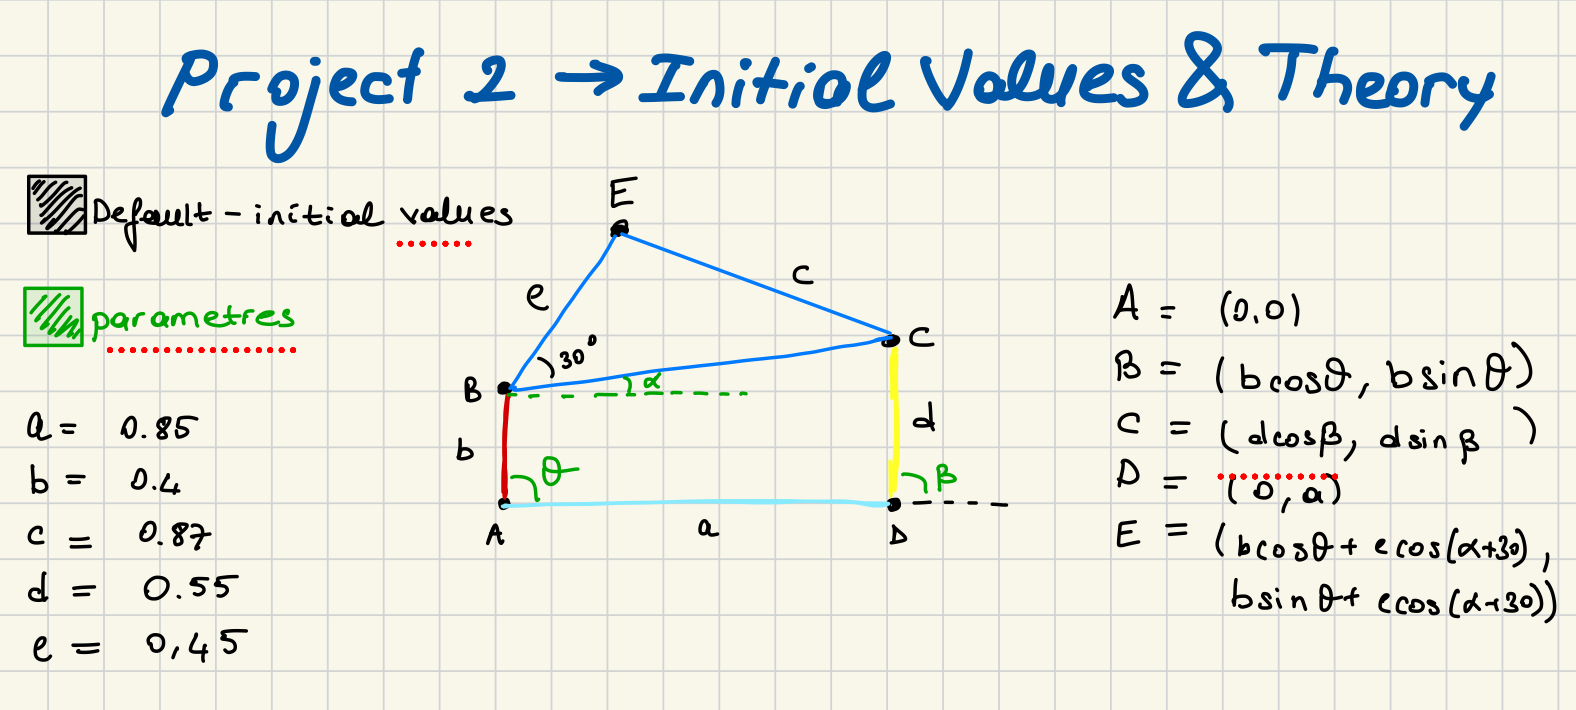 Project 2 → Initial Values & Theory
Default - initial values
parametres
a = 0.85
b = 0.4
c = 0.87
d = 0.55
e = 0,45
E
e
c
30°
B
α
C
b
θ
d
β
A
a
D
A = (0,0)
B = (bcosθ, bsinθ)
C = (dcosβ, dsinβ)
D = (0,a)
E = (bcosθ + ecos(α+30),
bsinθ + ecos(α+30))